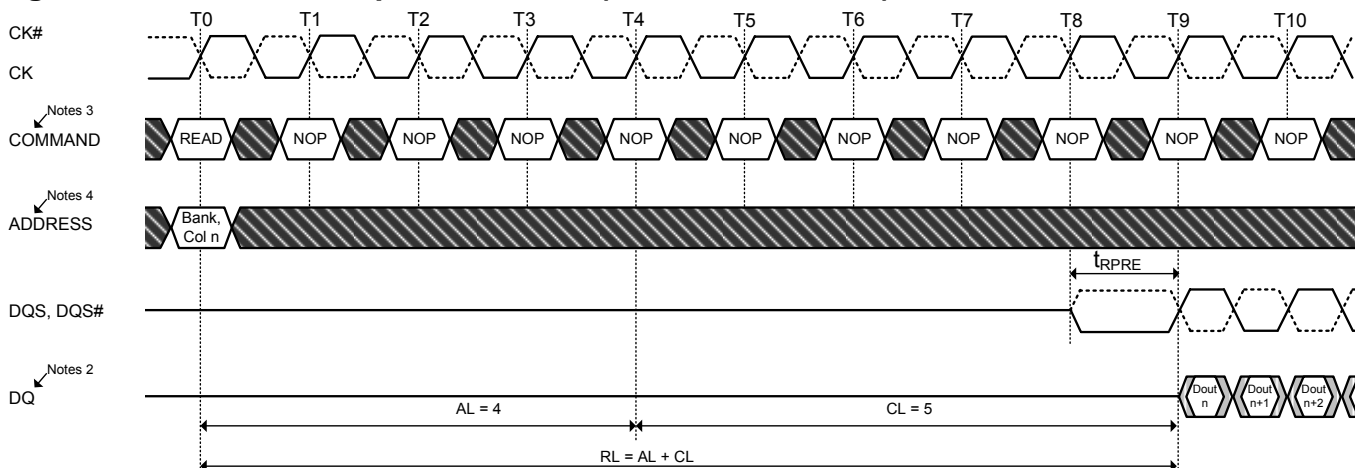 T0 T1 T2 T3 T4 T5 T6 T7 T8 T9 T10
CK#
CK
Notes 3
COMMAND
READ NOP NOP NOP NOP NOP NOP NOP NOP NOP NOP
Notes 4
ADDRESS
Bank,
Col n
tRPRE
DQS, DQS#
Notes 2
DQ
Dout Dout Dout
n n+1 n+2
AL = 4 CL = 5
RL = AL + CL